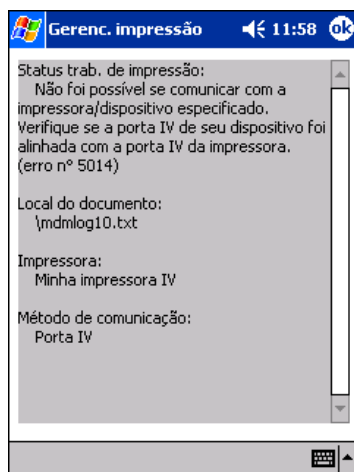 Gerenc. impressão 11:58 ok
Status trab. de impressão:
Não foi possível se comunicar com a
impressora/dispositivo especificado.
Verifique se a porta IV de seu dispositivo foi
alinhada com a porta IV da impressora.
(erro nº 5014)
Local do documento:
\mdmlog10.txt
Impressora:
Minha impressora IV
Método de comunicação:
Porta IV